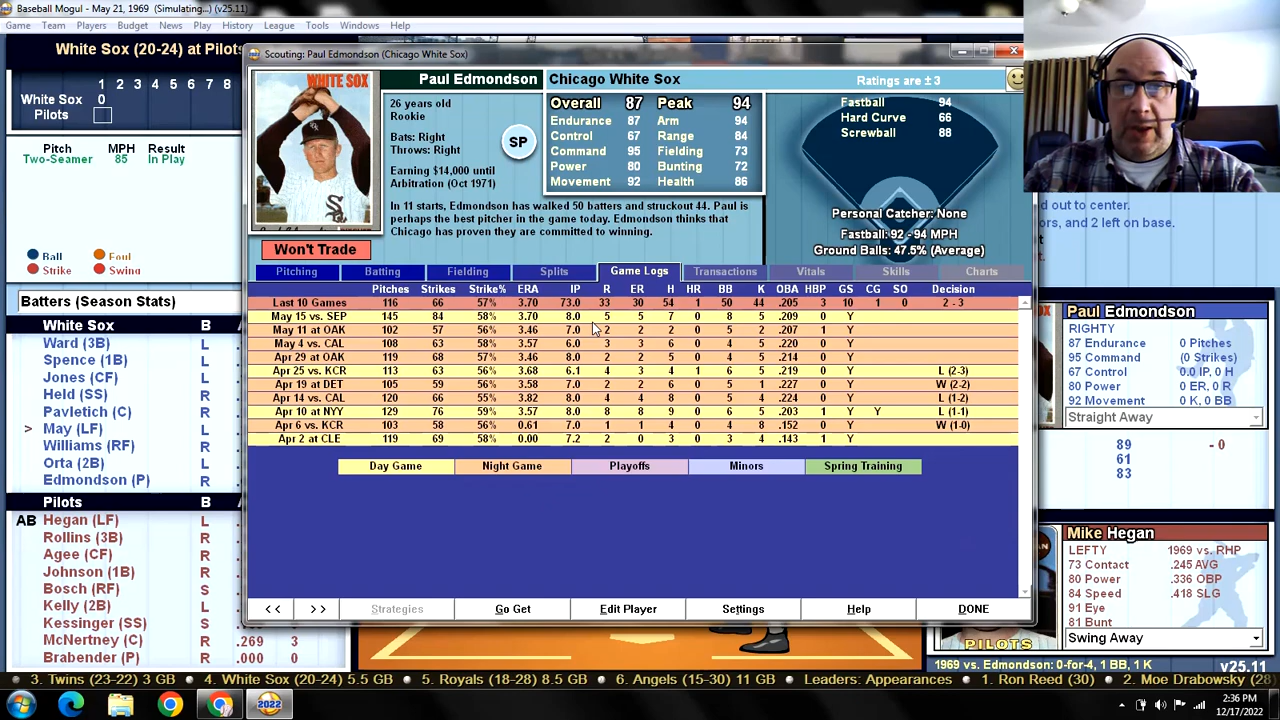 Baseball Mogul - May 21, 1969 (Simulating...) (v25.11)
Game Team Players Budget News Play History League Tools Windows Help
White Sox (20-24) at Pilots
1 2 3 4 5 6 7 8
White Sox 0
Pilots
Pitch MPH Result
Two-Seamer 85 In Play
Ball Foul
Strike Swing
Batters (Season Stats)
White Sox B
Ward (3B) L
Spence (1B) L
Jones (CF) L
Held (SS) R
Pavletich (C) R
> May (LF) L
Williams (RF) R
Orta (2B) L
Edmondson (P) R
Pilots B
AB Hegan (LF) L
Rollins (3B) R
Agee (CF) R
Johnson (1B) R
Bosch (RF) S
Kelly (2B) L
Kessinger (SS) S
McNertney (C) R .269 3
Brabender (P) R .000 0
Scouting: Paul Edmondson (Chicago White Sox)
WHITE SOX
Paul Edmondson
26 years old
Rookie
Bats: Right
Throws: Right
Earning $14,000 until
Arbitration (Oct 1971)
SP
Chicago White Sox
Ratings are ± 3
Overall 87 Peak 94
Endurance 87 Arm 94
Control 67 Range 84
Command 95 Fielding 73
Power 80 Bunting 72
Movement 92 Health 86
Fastball 94
Hard Curve 66
Screwball 88
Personal Catcher: None
Fastball: 92 - 94 MPH
Ground Balls: 47.5% (Average)
In 11 starts, Edmondson has walked 50 batters and struckout 44. Paul is
perhaps the best pitcher in the game today. Edmondson thinks that
Chicago has proven they are committed to winning.
Won't Trade
Pitching Batting Fielding Splits Game Logs Transactions Vitals Skills Charts
Pitches Strikes Strike% ERA IP R ER H HR BB K OBA HBP GS CG SO Decision
Last 10 Games 116 66 57% 3.70 73.0 33 30 54 1 50 44 .205 3 10 1 0 2 - 3
May 15 vs. SEP 145 84 58% 3.70 8.0 5 5 7 0 8 5 .209 0 Y
May 11 at OAK 102 57 56% 3.46 7.0 2 2 2 0 5 2 .207 1 Y
May 4 vs. CAL 108 63 58% 3.57 6.0 3 3 6 0 4 2 .220 0 Y
Apr 29 at OAK 119 68 57% 3.46 8.0 2 2 5 0 4 5 .214 0 Y
Apr 25 vs. KCR 113 63 56% 3.68 6.1 4 3 4 1 6 5 .219 0 Y L (2-3)
Apr 19 at DET 105 59 56% 3.58 7.0 2 2 6 0 5 1 .227 0 Y W (2-2)
Apr 14 vs. CAL 120 66 55% 3.82 8.0 4 4 8 0 5 4 .224 0 Y L (1-2)
Apr 10 at NYY 129 76 59% 3.57 8.0 8 8 9 0 6 5 .203 1 Y Y L (1-1)
Apr 6 vs. KCR 103 58 56% 0.61 7.0 1 1 4 0 4 8 .152 0 Y W (1-0)
Apr 2 at CLE 119 69 58% 0.00 7.2 2 0 3 0 3 4 .143 1 Y
Day Game Night Game Playoffs Minors Spring Training
<< >> Strategies Go Get Edit Player Settings Help DONE
out to center.
ors, and 2 left on base.
Paul Edmondson
RIGHTY
87 Endurance 0 Pitches
95 Command (0 Strikes)
67 Control 0.0 IP, 0 H
80 Power 0 ER, 0 R
92 Movement 0 K, 0 BB
Straight Away
89 - 0
61
83
Mike Hegan
LEFTY 1969 vs. RHP
73 Contact .245 AVG
80 Power .336 OBP
84 Speed .418 SLG
91 Eye
81 Bunt
PILOTS
Swing Away
1969 vs. Edmondson: 0-for-4, 1 BB, 1 K
v25.11
3. Twins (23-22) 3 GB 4. White Sox (20-24) 5.5 GB 5. Royals (18-28) 8.5 GB 6. Angels (15-30) 11 GB Leaders: Appearances 1. Ron Reed (30) 2. Moe Drabowsky (28)
2022
2:36 PM
12/17/2022